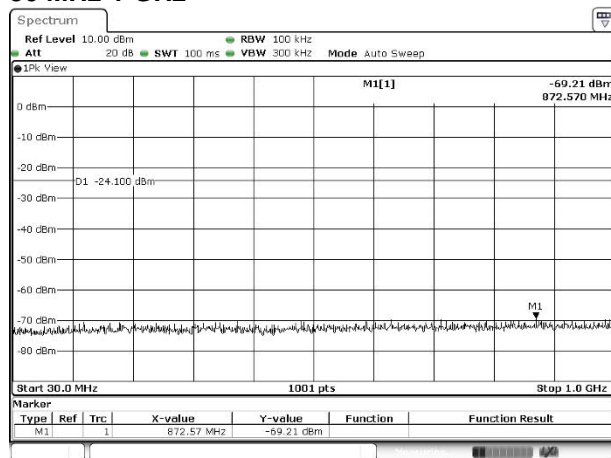 Spectrum
Ref Level 10.00 dBm RBW 100 kHz
Att 20 dB SWT 100 ms VBW 300 kHz Mode Auto Sweep
1Pk View
M1[1] -69.21 dBm
872.570 MHz
0 dBm
-10 dBm
-20 dBm
D1 -24.100 dBm
-30 dBm
-40 dBm
-50 dBm
-60 dBm
M1
-70 dBm
-80 dBm
Start 30.0 MHz 1001 pts Stop 1.0 GHz
Marker
Type Ref Trc X-value Y-value Function Function Result
M1 1 872.57 MHz -69.21 dBm